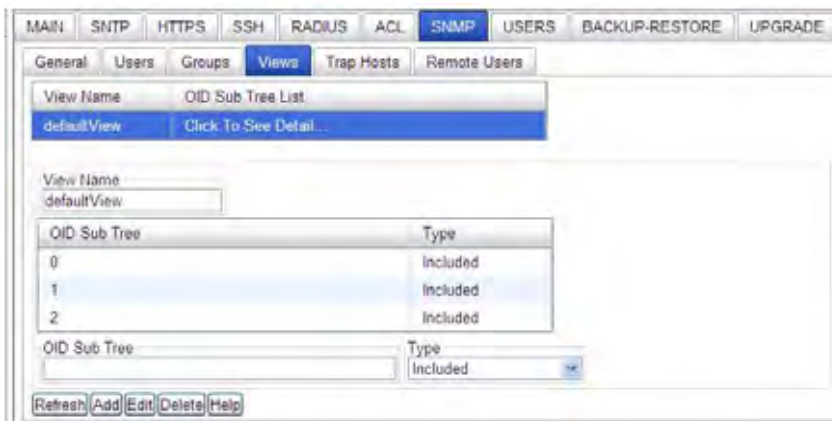 MAIN SNTP HTTPS SSH RADIUS ACL SNMP USERS BACKUP-RESTORE UPGRADE
General Users Groups Views Trap Hosts Remote Users
View Name OID Sub Tree List
defaultView Click To See Detail...
View Name
defaultView
OID Sub Tree Type
0 Included
1 Included
2 Included
OID Sub Tree Type
Included
Refresh Add Edit Delete Help